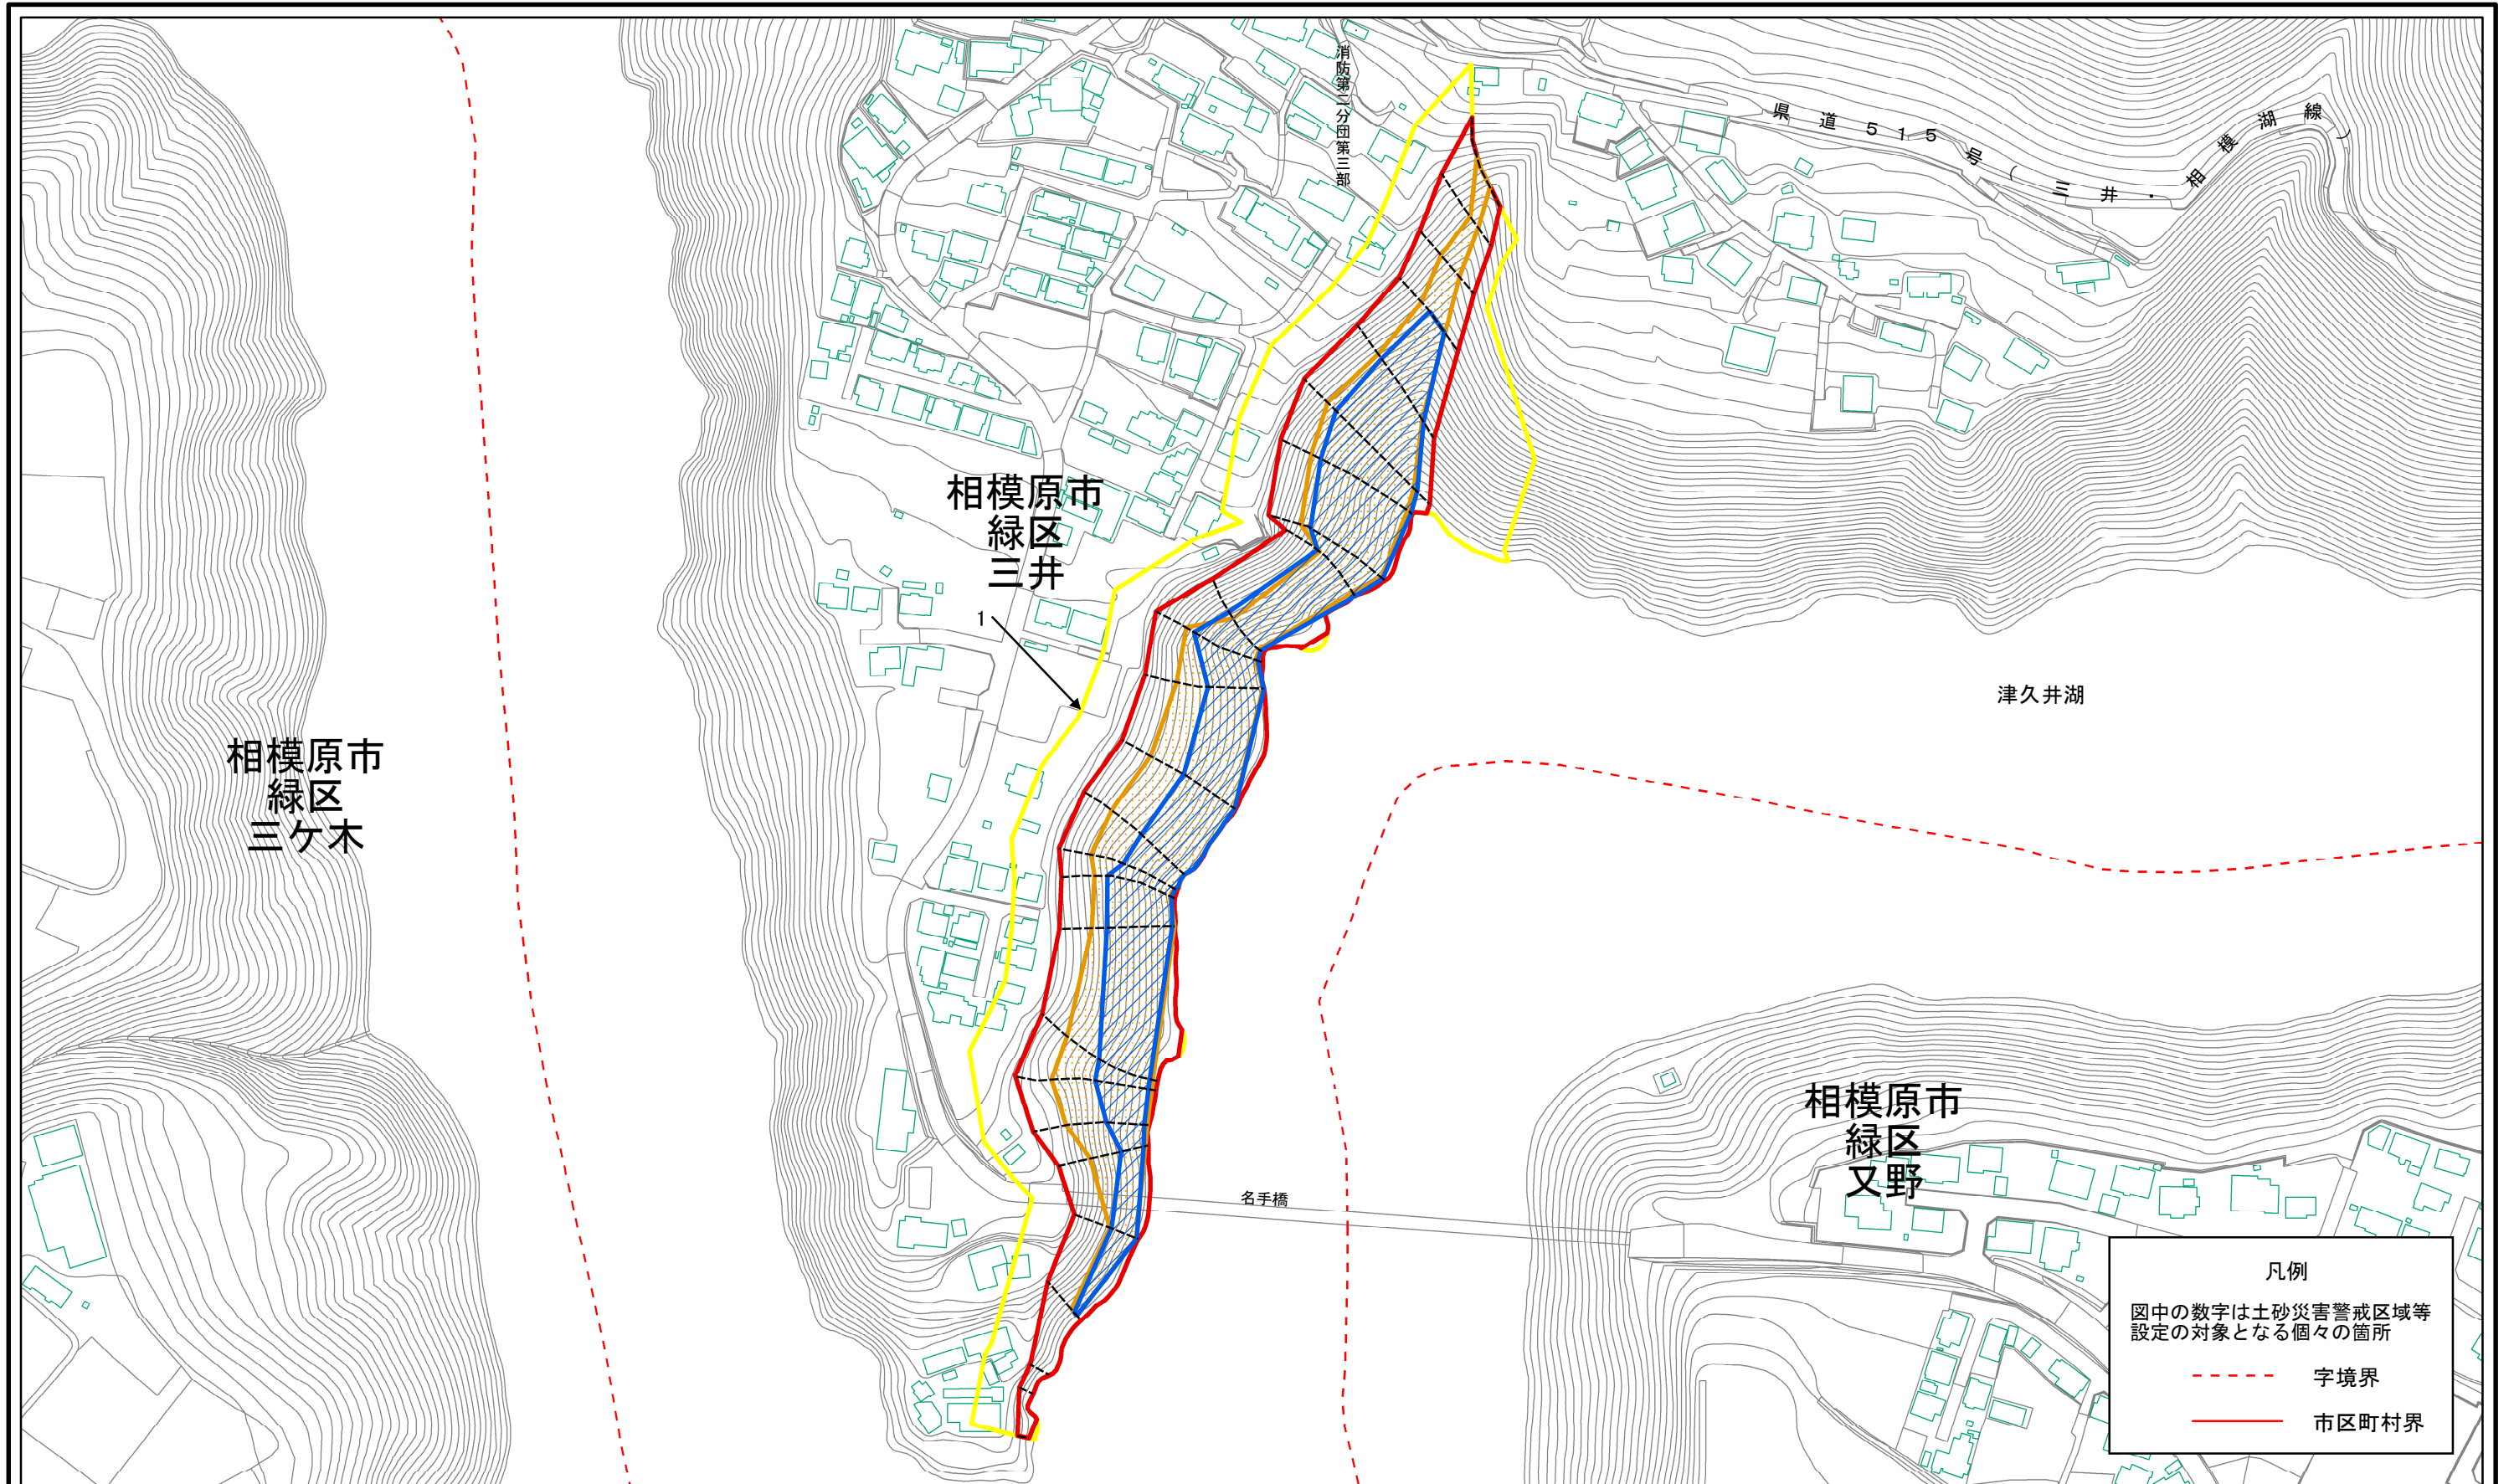 消防第二分団第三部
県道515号(三井・相模湖線)
相模原市
緑区
三井
1
津久井湖
相模原市
緑区
三ケ木
相模原市
緑区
又野
名手橋
凡例
図中の数字は土砂災害警戒区域等
設定の対象となる個々の箇所
字境界
市区町村界